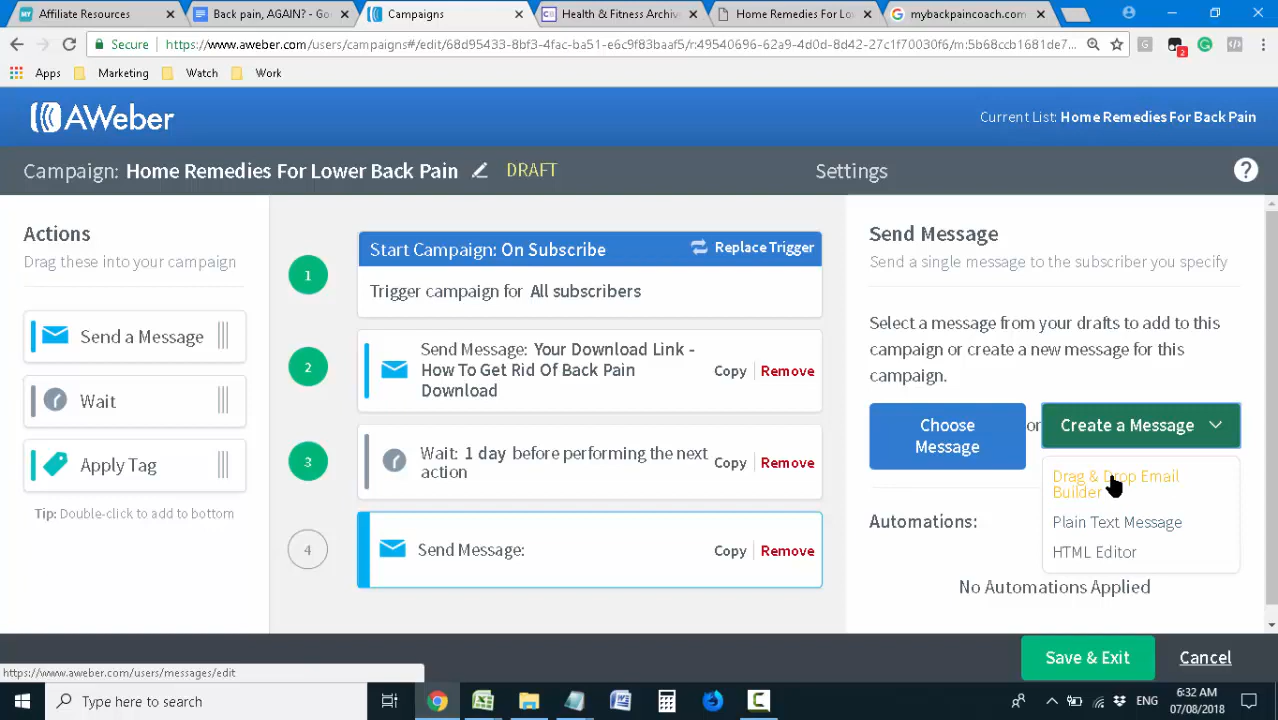 Affiliate Resources
Back pain, AGAIN? - Go
Campaigns
Health & Fitness Archiv
Home Remedies For Low
mybackpaincoach.com
Secure
https://www.aweber.com/users/campaigns#/edit/68d95433-8bf3-4fac-ba51-e6c9f83baaf5/r:49540696-62a9-4d0d-8d42-27c1f70030f6/m:5b68ccb1681de7...
G
2
Apps
Marketing
Watch
Work
AWeber
Current List: Home Remedies For Back Pain
Campaign: Home Remedies For Lower Back Pain
DRAFT
Settings
?
Actions
Drag these into your campaign
Send a Message
Wait
Apply Tag
Tip: Double-click to add to bottom
1
Start Campaign: On Subscribe
Replace Trigger
Trigger campaign for All subscribers
2
Send Message: Your Download Link -
How To Get Rid Of Back Pain
Download
Copy
Remove
3
Wait: 1 day before performing the next
action
Copy
Remove
4
Send Message:
Copy
Remove
Send Message
Send a single message to the subscriber you specify
Select a message from your drafts to add to this
campaign or create a new message for this
campaign.
Choose
Message
or
Create a Message
Drag & Drop Email
Builder
Plain Text Message
HTML Editor
Automations:
No Automations Applied
Save & Exit
Cancel
https://www.aweber.com/users/messages/edit
Type here to search
ENG
6:32 AM
07/08/2018